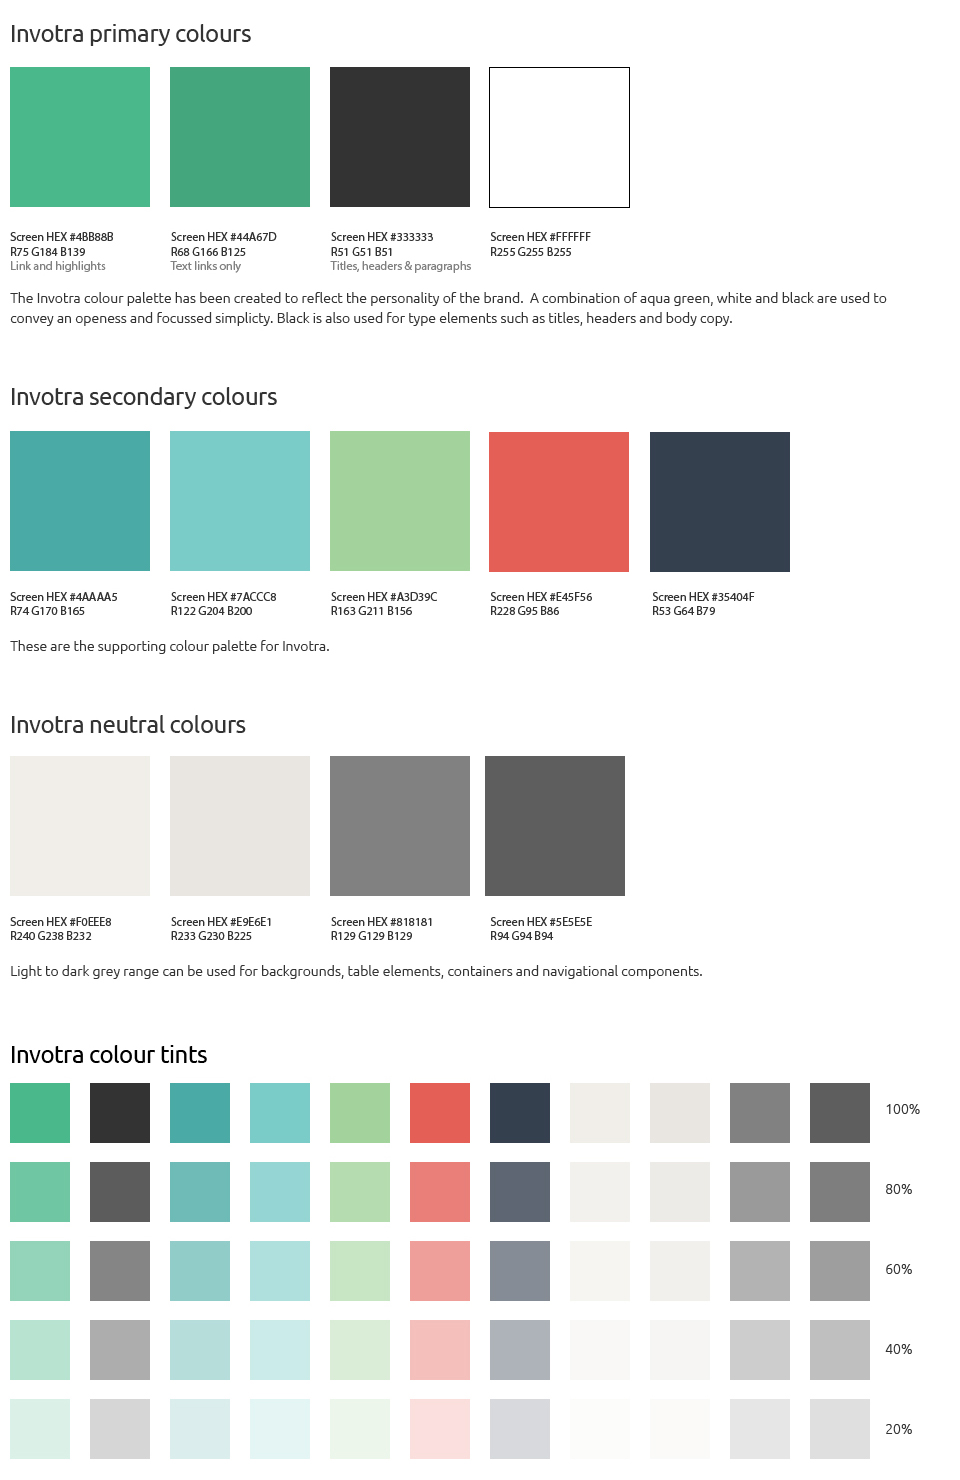 Invotra primary colours
Screen HEX #4BB88B
R75 G184 B139
Link and highlights
Screen HEX #44A67D
R68 G166 B125
Text links only
Screen HEX #333333
R51 G51 B51
Titles, headers & paragraphs
Screen HEX #FFFFFF
R255 G255 B255
The Invotra colour palette has been created to reflect the personality of the brand.  A combination of aqua green, white and black are used to
convey an openess and focussed simplicty. Black is also used for type elements such as titles, headers and body copy.
Invotra secondary colours
Screen HEX #4AAAA5
R74 G170 B165
Screen HEX #7ACCC8
R122 G204 B200
Screen HEX #A3D39C
R163 G211 B156
Screen HEX #E45F56
R228 G95 B86
Screen HEX #35404F
R53 G64 B79
These are the supporting colour palette for Invotra.
Invotra neutral colours
Screen HEX #F0EEE8
R240 G238 B232
Screen HEX #E9E6E1
R233 G230 B225
Screen HEX #818181
R129 G129 B129
Screen HEX #5E5E5E
R94 G94 B94
Light to dark grey range can be used for backgrounds, table elements, containers and navigational components.
Invotra colour tints
100%
80%
60%
40%
20%